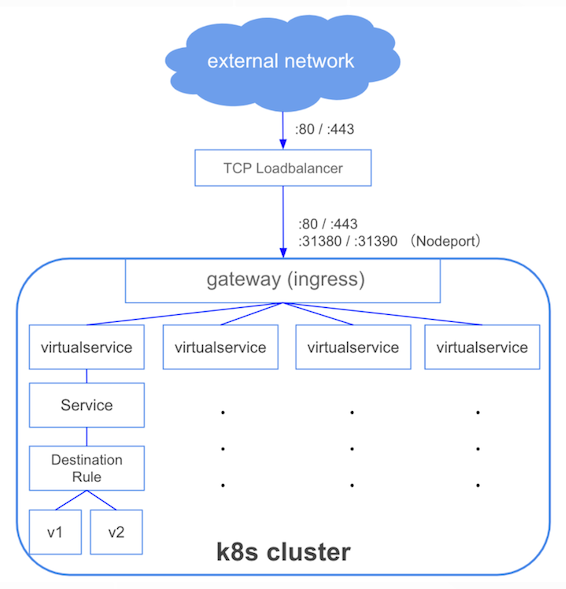 external network
:80 / :443
TCP Loadbalancer
:80 / :443
:31380 / :31390 （Nodeport）
gateway (ingress)
virtualservice
virtualservice
virtualservice
virtualservice
Service
Destination
Rule
v1
v2
k8s cluster